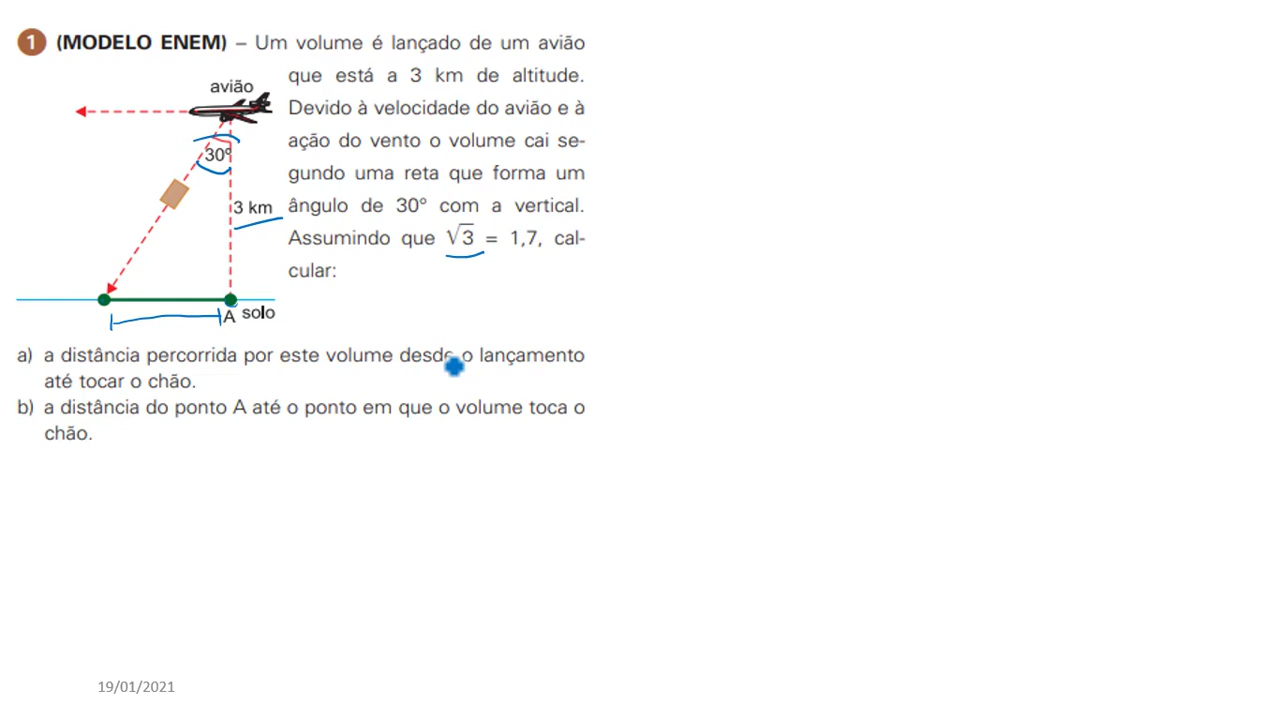 1 (MODELO ENEM) – Um volume é lançado de um avião
que está a 3 km de altitude.
Devido à velocidade do avião e à
ação do vento o volume cai se-
gundo uma reta que forma um
ângulo de 30° com a vertical.
Assumindo que √3 = 1,7, cal-
cular:
avião
30º
3 km
A solo
a) a distância percorrida por este volume desde o lançamento
até tocar o chão.
b) a distância do ponto A até o ponto em que o volume toca o
chão.
19/01/2021